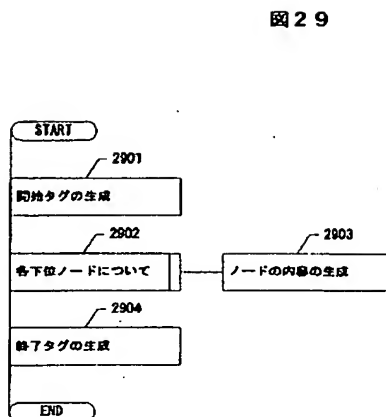 図29
START
2901
開始タグの生成
2902
2903
各下位ノードについて
ノードの内容の生成
2904
終了タグの生成
END